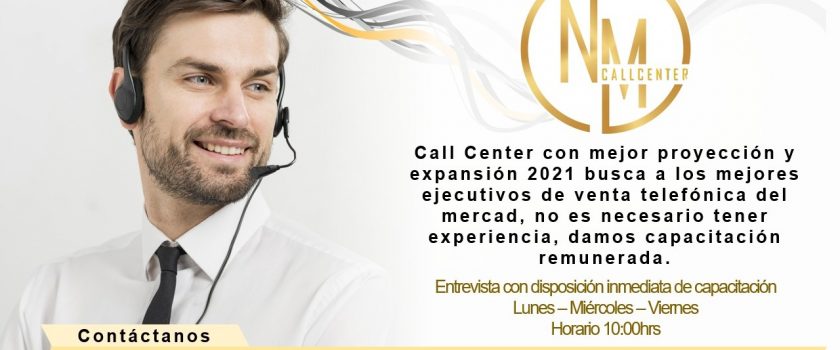 NM
CALLCENTER
Call Center con mejor proyección y
expansión 2021 busca a los mejores
ejecutivos de venta telefónica del
mercad, no es necesario tener
experiencia, damos capacitación
remunerada.
Entrevista con disposición inmediata de capacitación
Lunes – Miércoles – Viernes
Horario 10:00hrs
Contáctanos